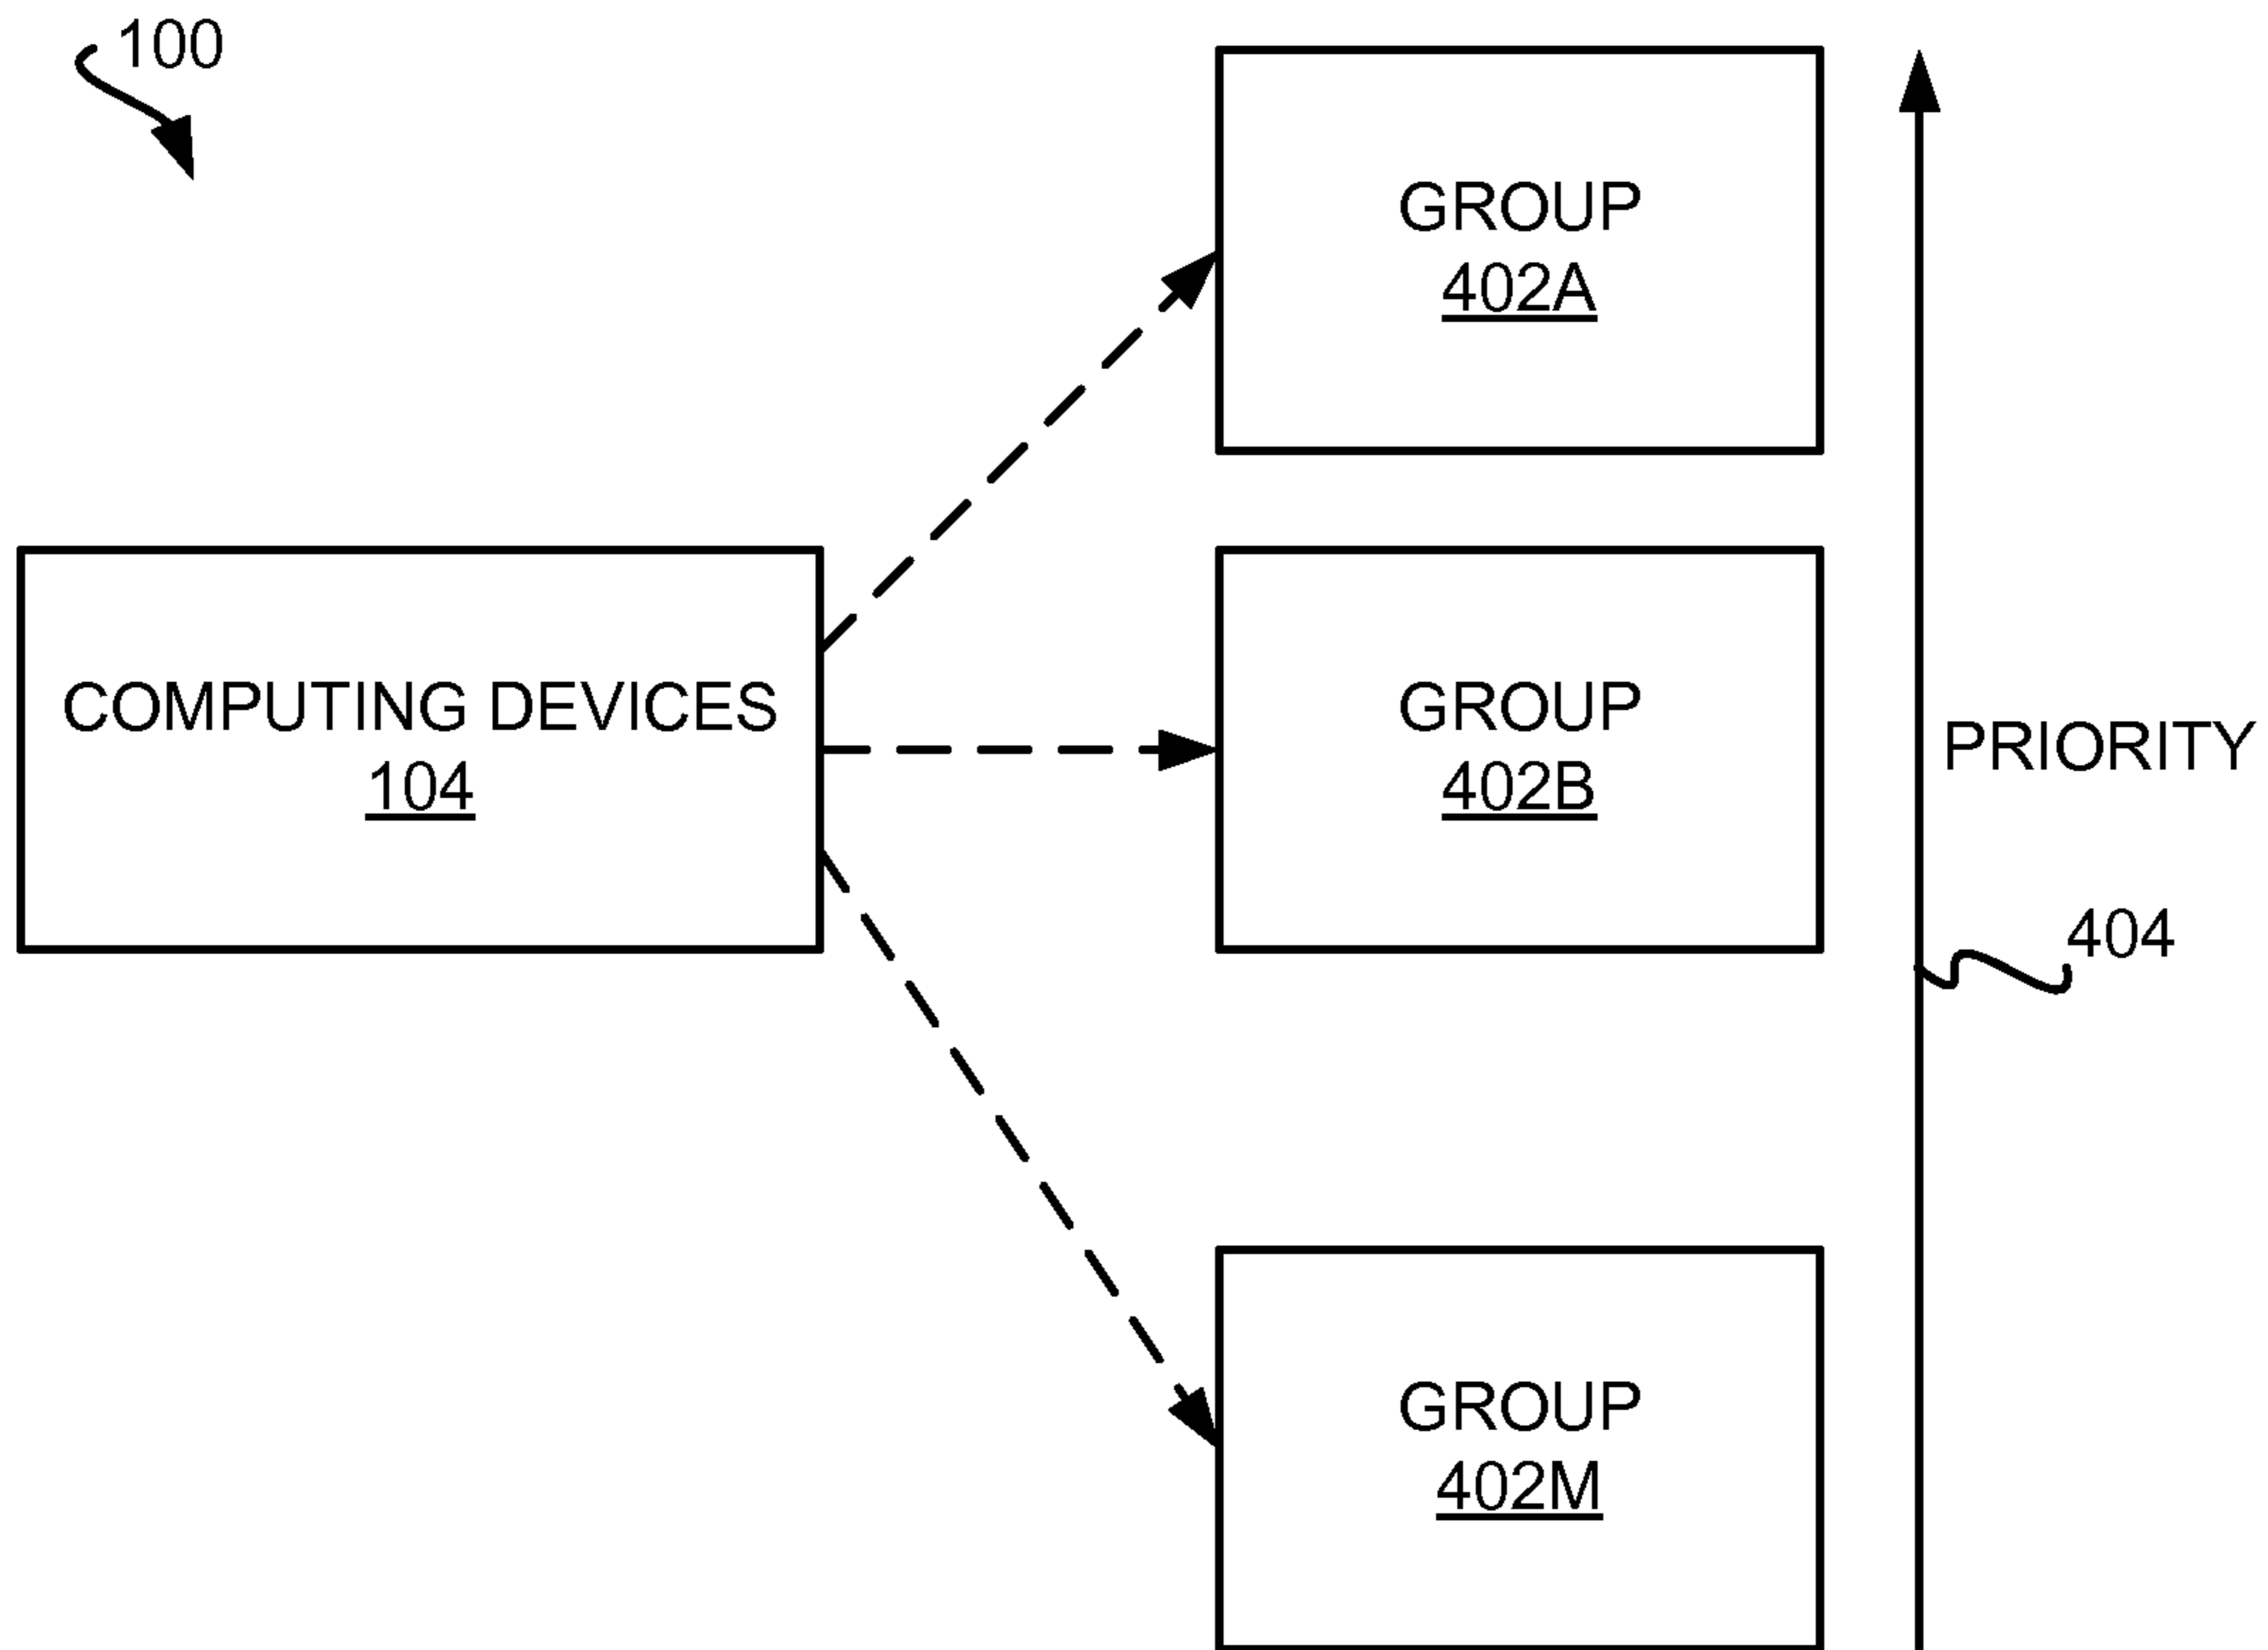 100
GROUP
402A
COMPUTING DEVICES
104
GROUP
402B
PRIORITY
404
GROUP
402M